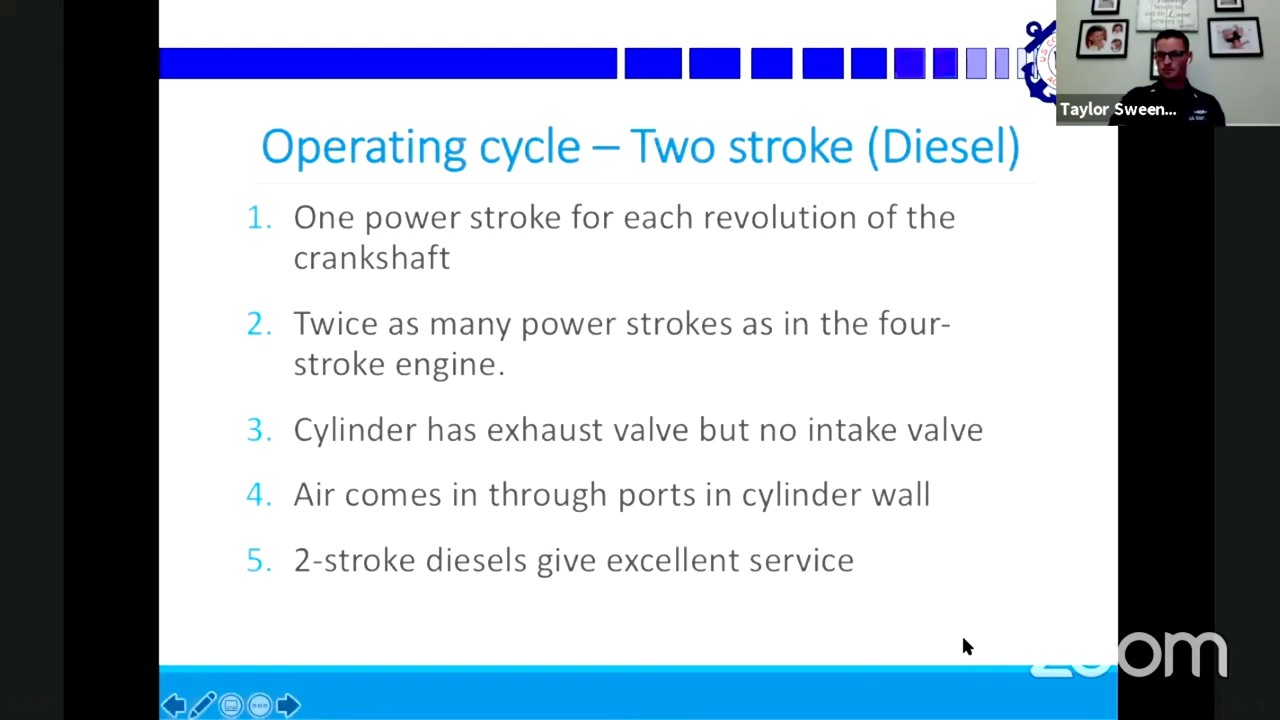 Operating cycle – Two stroke (Diesel)
1. One power stroke for each revolution of the
crankshaft
2. Twice as many power strokes as in the four-
stroke engine.
3. Cylinder has exhaust valve but no intake valve
4. Air comes in through ports in cylinder wall
5. 2-stroke diesels give excellent service
Taylor Sween...
zoom